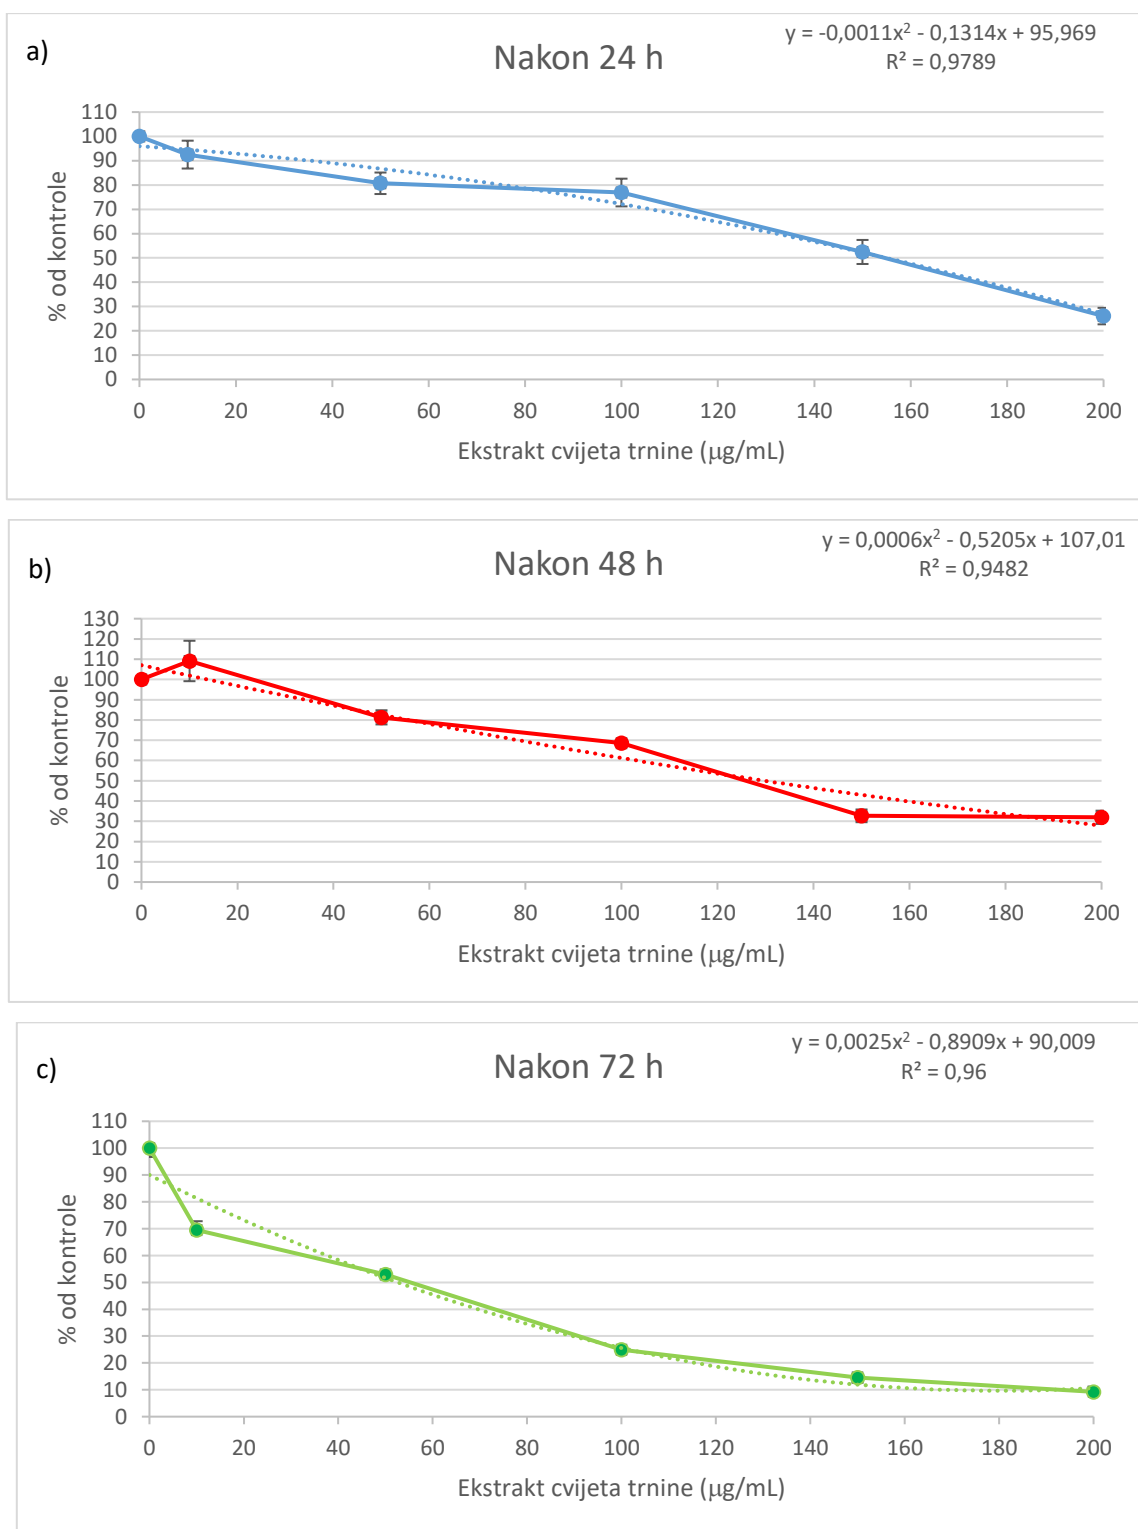 a)
Nakon 24 h
y = -0,0011x² - 0,1314x + 95,969
R² = 0,9789
110
100
90
80
70
60
50
40
30
20
10
0
% od kontrole
0 20 40 60 80 100 120 140 160 180 200
Ekstrakt cvijeta trnine (µg/mL)
b)
Nakon 48 h
y = 0,0006x² - 0,5205x + 107,01
R² = 0,9482
130
120
110
100
90
80
70
60
50
40
30
20
10
0
% od kontrole
0 20 40 60 80 100 120 140 160 180 200
Ekstrakt cvijeta trnine (µg/mL)
c)
Nakon 72 h
y = 0,0025x² - 0,8909x + 90,009
R² = 0,96
110
100
90
80
70
60
50
40
30
20
10
0
% od kontrole
0 20 40 60 80 100 120 140 160 180 200
Ekstrakt cvijeta trnine (µg/mL)